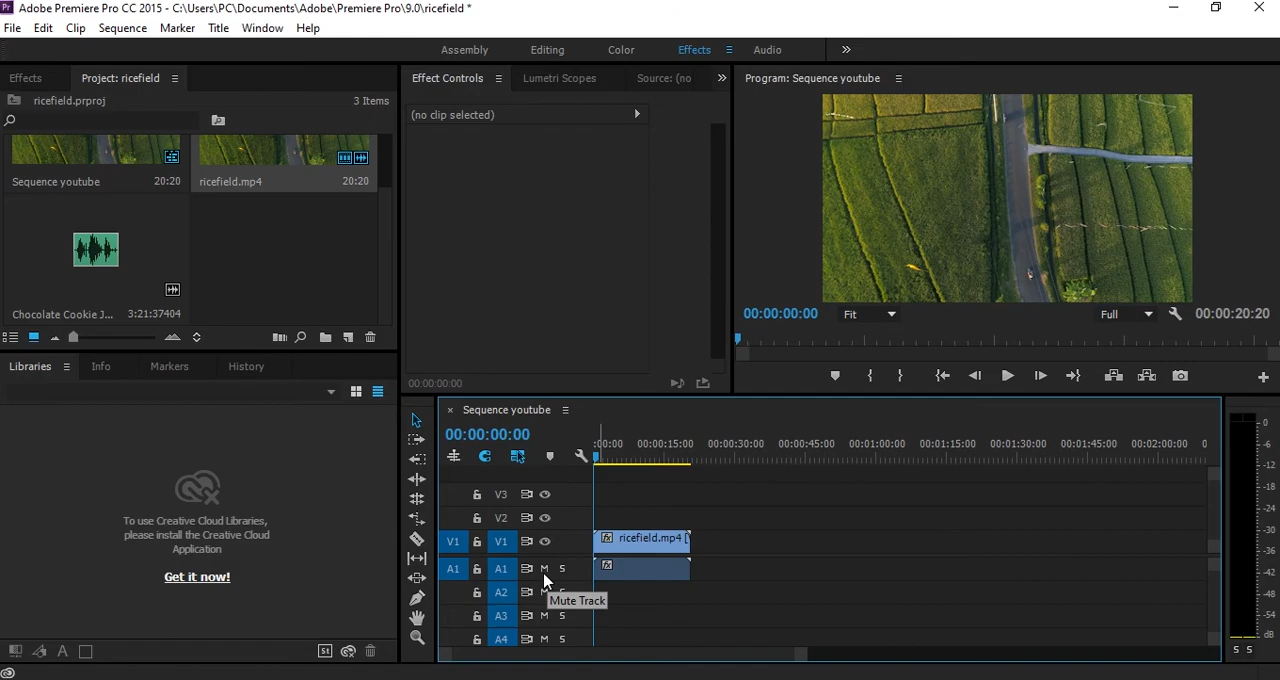 Pr Adobe Premiere Pro CC 2015 - C:\Users\PC\Documents\Adobe\Premiere Pro\9.0\ricefield *
File Edit Clip Sequence Marker Title Window Help
Assembly Editing Color Effects Audio
Effects Project: ricefield
ricefield.prproj 3 Items
Sequence youtube 20:20 ricefield.mp4 20:20
Chocolate Cookie J... 3:21:37404
Effect Controls Lumetri Scopes Source: (no
(no clip selected)
00:00:00:00
Program: Sequence youtube
00:00:00:00 Fit Full 00:00:20:20
Libraries Info Markers History
To use Creative Cloud Libraries,
please install the Creative Cloud
Application
Get it now!
T
St
Sequence youtube
00:00:00:00
:00:00 00:00:15:00 00:00:30:00 00:00:45:00 00:01:00:00 00:01:15:00 00:01:30:00 00:01:45:00 00:02:00:00 0
V3
V2
V1 V1 fx ricefield.mp4 [V
A1 A1 M S fx
A2 M S
Mute Track
A3 M S
A4 M S
0
-6
-12
-18
-24
-30
-36
-42
-48
-54
dB
S S